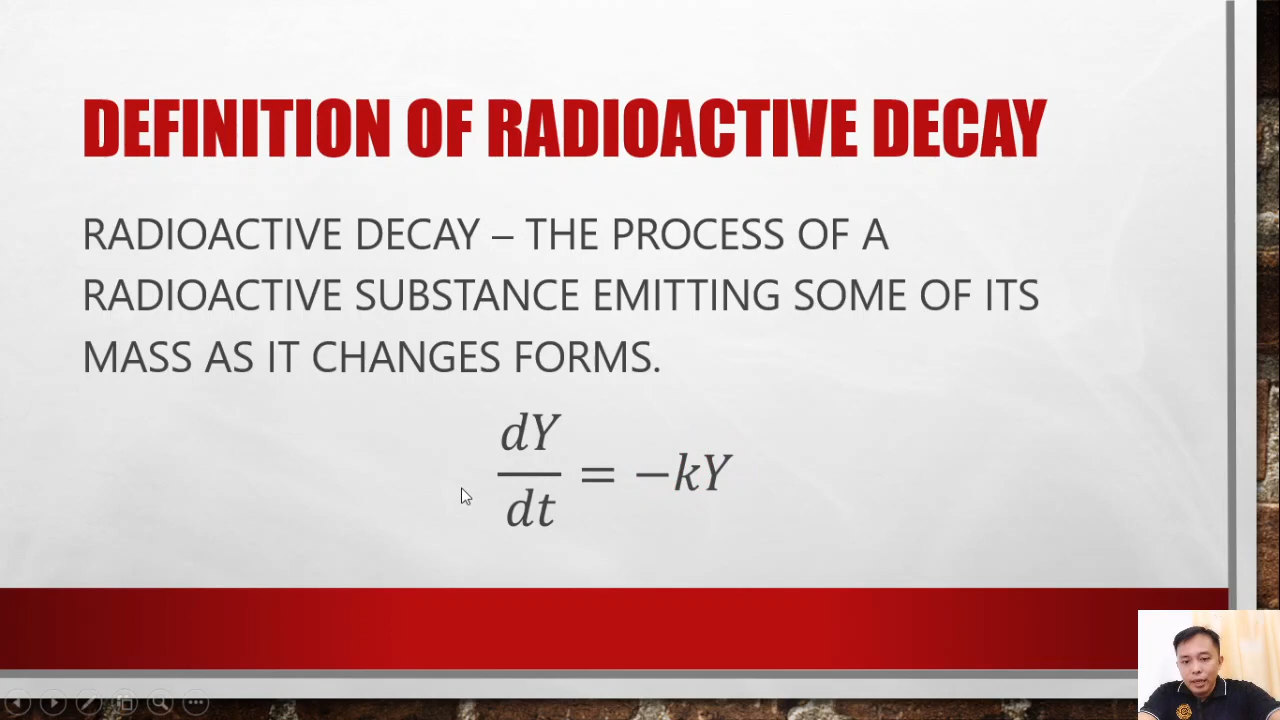 DEFINITION OF RADIOACTIVE DECAY
RADIOACTIVE DECAY – THE PROCESS OF A
RADIOACTIVE SUBSTANCE EMITTING SOME OF ITS
MASS AS IT CHANGES FORMS.
dY/dt = −kY